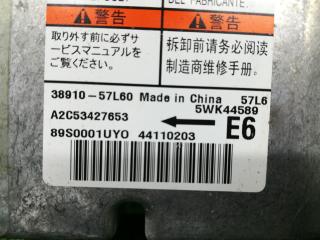 DEL FABRICANTE.
警告
警告
取り外す前に必ずサ
ービスマニュアルを
ご覧ください。
拆卸前请务必阅读
制造商维修手册.
38910-57L60 Made in China 57L6
5WK44589
A2C53427653
E6
89S0001UYO 44110203